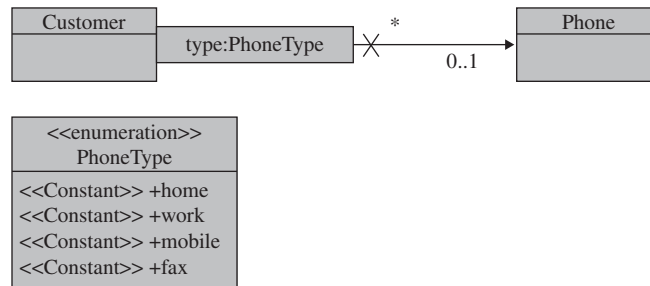 Customer
type:PhoneType
*
0..1
Phone
<<enumeration>>
PhoneType
<<Constant>> +home
<<Constant>> +work
<<Constant>> +mobile
<<Constant>> +fax